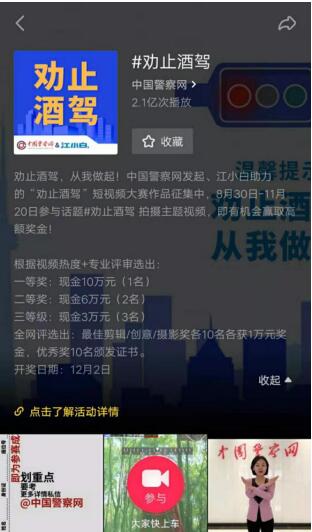 #劝止酒驾
中国警察网>
2.1亿次播放
劝止
酒驾
中国警察网&江小白
收藏
温馨提示
劝止酒
从我做
劝止酒驾，从我做起！中国警察网发起、江小白助力
的“劝止酒驾”短视频大赛作品征集中，8月30日-11月
20日参与话题#劝止酒驾 拍摄主题视频，即有机会赢取高
额奖金！
根据视频热度+专业评审选出：
一等奖：现金10万元（1名）
二等奖：现金6万元（2名）
三等级：现金3万元（3名）
全网评选出：最佳剪辑/创意/摄影奖各10名各获1万元奖
金，优秀奖10名颁发证书。
开奖日期：12月2日
收起
点击了解活动详情
即为参赛成
划重点
要考
更多详情私信
@中国警察网
参与
大家快上车
中国警察网